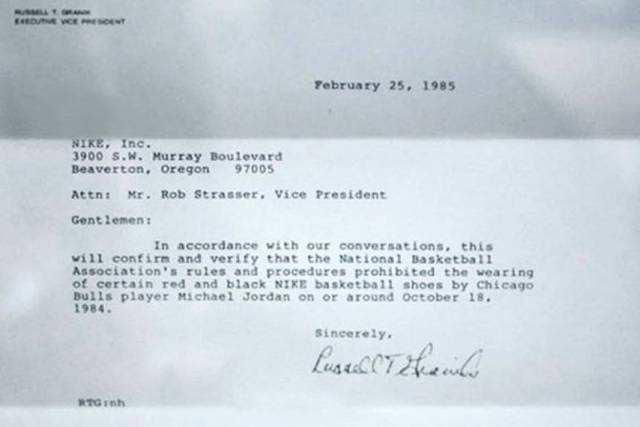 RUSSELL T. GRANIK
EXECUTIVE VICE PRESIDENT
February 25, 1985
NIKE, Inc.
3900 S.W. Murray Boulevard
Beaverton, Oregon 97005
Attn: Mr. Rob Strasser, Vice President
Gentlemen:
In accordance with our conversations, this
will confirm and verify that the National Basketball
Association's rules and procedures prohibited the wearing
of certain red and black NIKE basketball shoes by Chicago
Bulls player Michael Jordan on or around October 18,
1984.
Sincerely,
Russell T Granik
RTG:nh